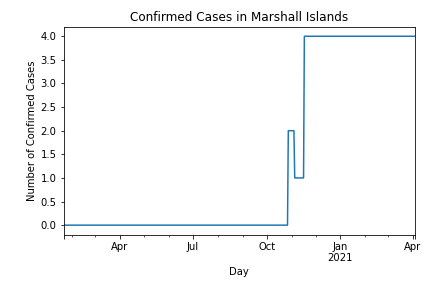 Confirmed Cases in Marshall Islands
Number of Confirmed Cases
4.0
3.5
3.0
2.5
2.0
1.5
1.0
0.5
0.0
Apr Jul Oct Jan Apr
2021
Day